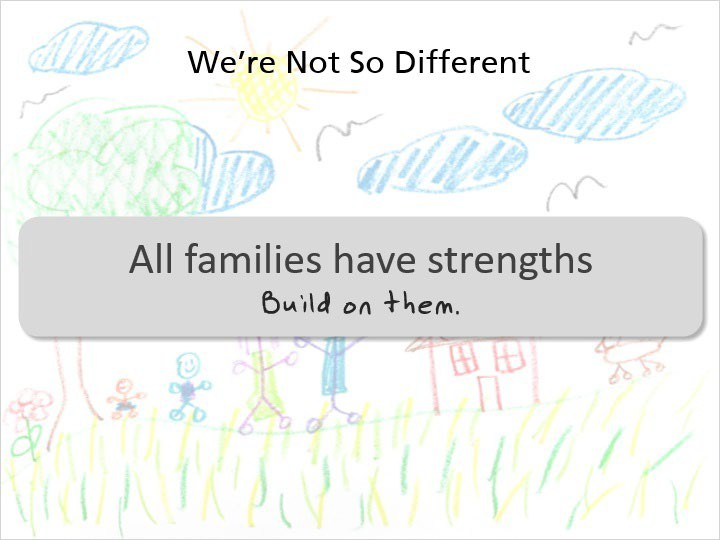 We're Not So Different
All families have strengths
Build on them.